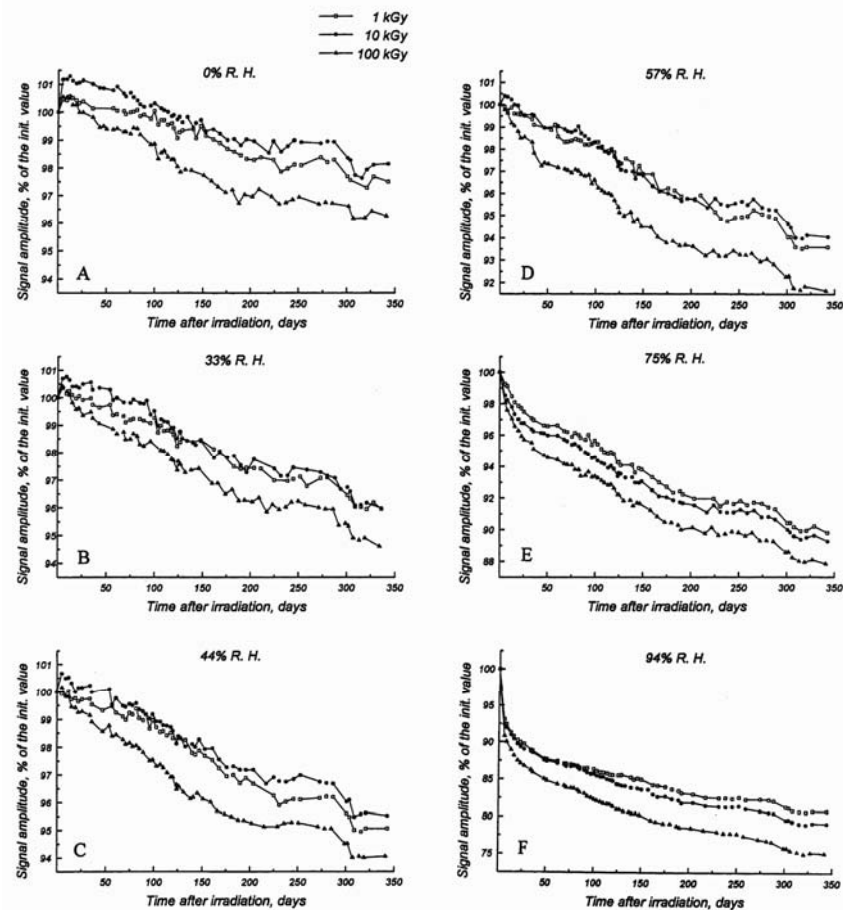 1 kGy
10 kGy
100 kGy
0% R. H.
Signal amplitude, % of the init. value
101
100
99
98
97
96
95
94
A
50 100 150 200 250 300 350
Time after irradiation, days
33% R. H.
Signal amplitude, % of the init. value
101
100
99
98
97
96
95
94
B
50 100 150 200 250 300 350
Time after irradiation, days
44% R. H.
Signal amplitude, % of the init. value
101
100
99
98
97
96
95
94
C
50 100 150 200 250 300 350
Time after irradiation, days
57% R. H.
Signal amplitude, % of the init. value
101
100
99
98
97
96
95
94
93
92
D
50 100 150 200 250 300 350
Time after irradiation, days
75% R. H.
Signal amplitude, % of the init. value
100
98
96
94
92
90
88
E
50 100 150 200 250 300 350
Time after irradiation, days
94% R. H.
Signal amplitude, % of the init. value
100
95
90
85
80
75
F
50 100 150 200 250 300 350
Time after irradiation, days